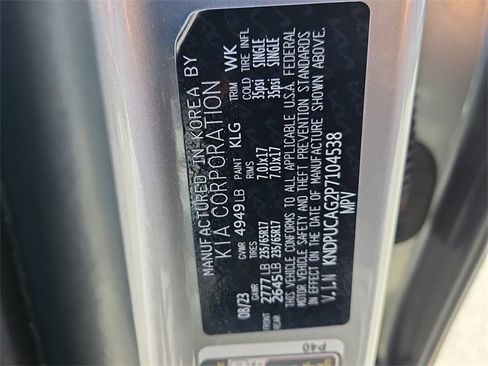 MANUFACTURED IN KOREA BY
KIA CORPORATION
08/23 GVWR 4949LB PAINT KLG TRIM WK
GAWR TIRES RIMS COLD TIRE INFL
FRONT 2777LB 235/65R17 7.0Jx17 35psi SINGLE
REAR 2645LB 235/65R17 7.0Jx17 35psi SINGLE
THIS VEHICLE CONFORMS TO ALL APPLICABLE U.S.A. FEDERAL
MOTOR VEHICLE SAFETY AND THEFT PREVENTION STANDARDS
IN EFFECT ON THE DATE OF MANUFACTURE SHOWN ABOVE.
V.I.N KNDPUCAG2P7104538
MPV
P40